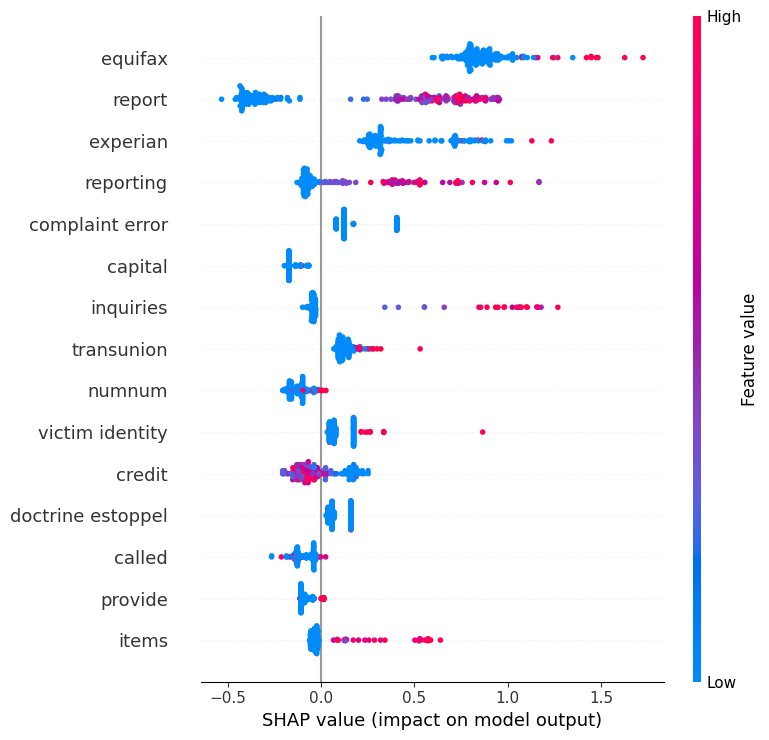 High
equifax
report
experian
reporting
complaint error
capital
inquiries
transunion
numnum
victim identity
credit
doctrine estoppel
called
provide
items
Feature value
Low
−0.5 0.0 0.5 1.0 1.5
SHAP value (impact on model output)